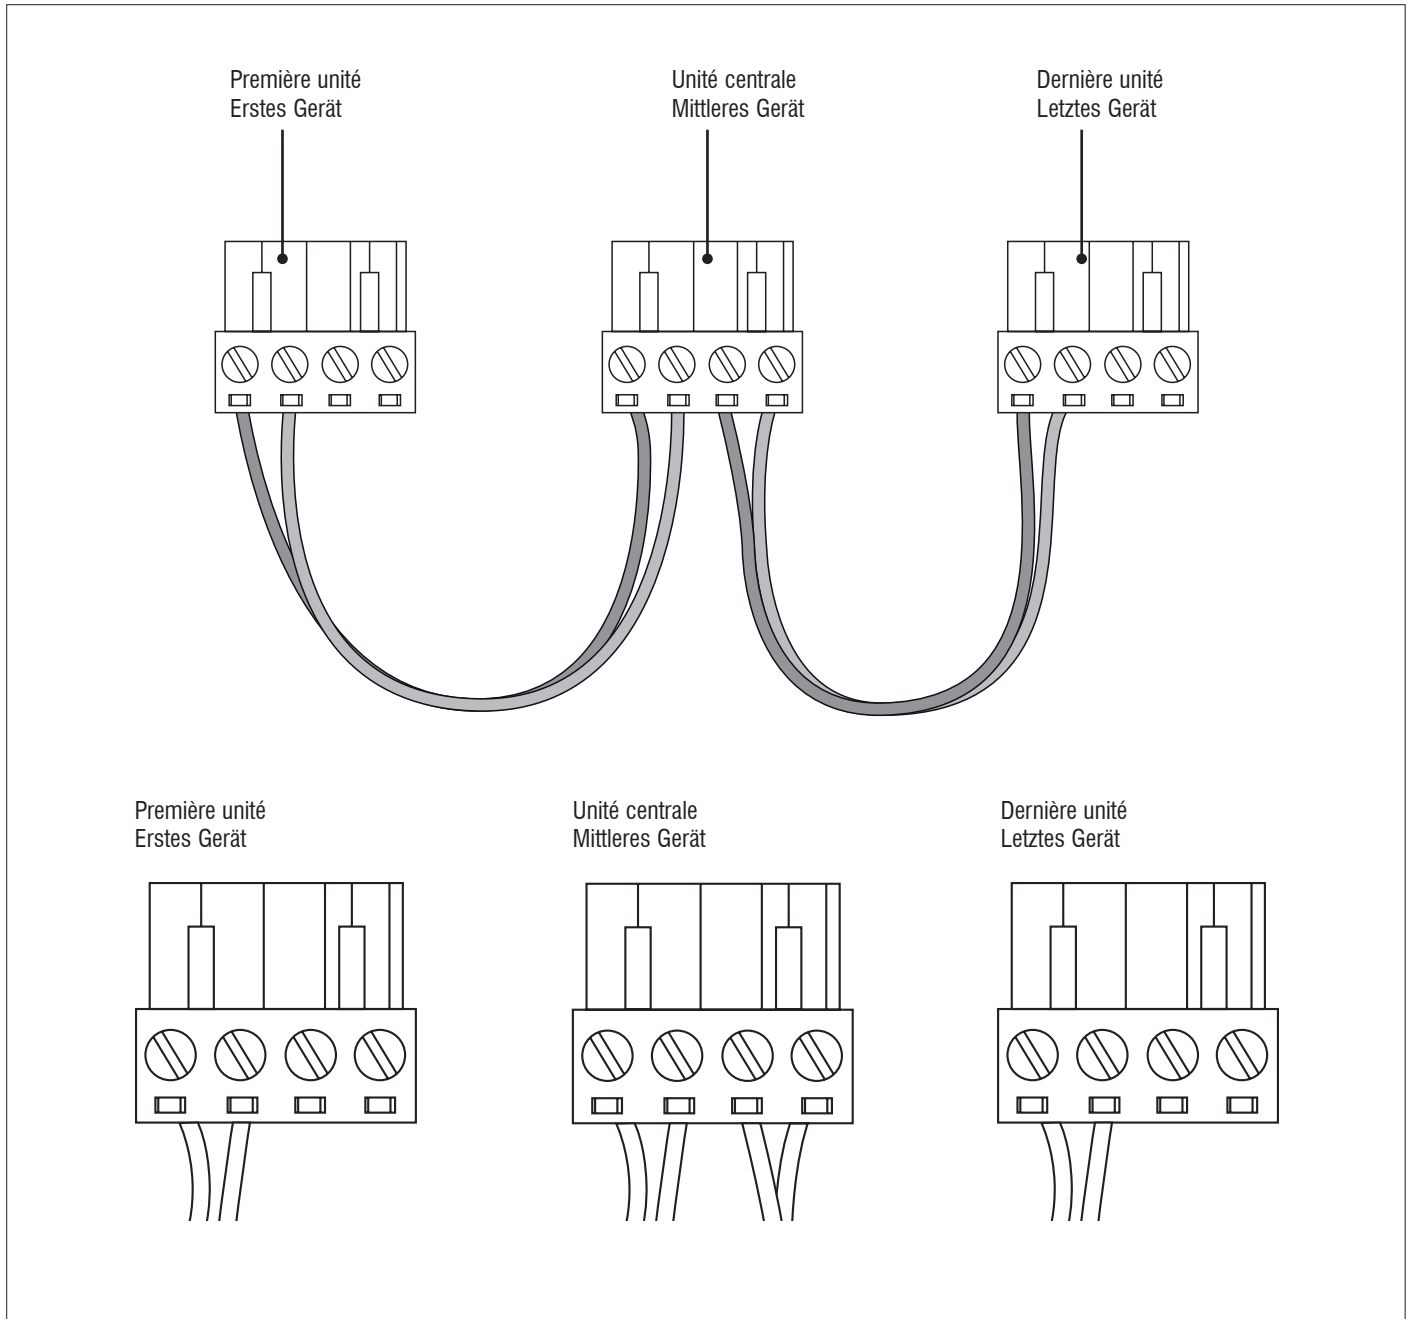 Première unité
Erstes Gerät
Unité centrale
Mittleres Gerät
Dernière unité
Letztes Gerät
Première unité
Erstes Gerät
Unité centrale
Mittleres Gerät
Dernière unité
Letztes Gerät